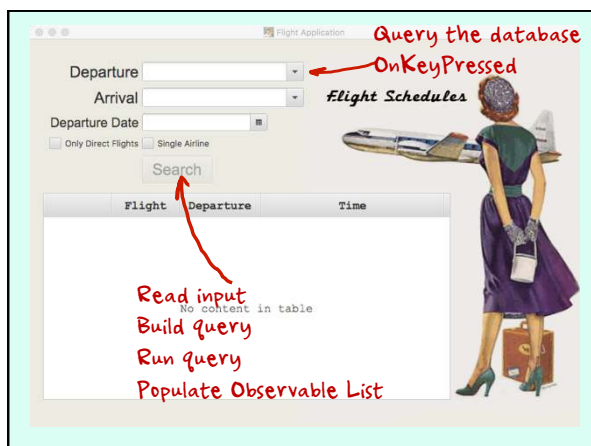 Flight Application
Query the database
OnKeyPressed
Departure
Arrival
Flight Schedules
Departure Date
Only Direct Flights
Single Airline
Search
Flight Departure Time
Read input
No content in table
Build query
Run query
Populate Observable List